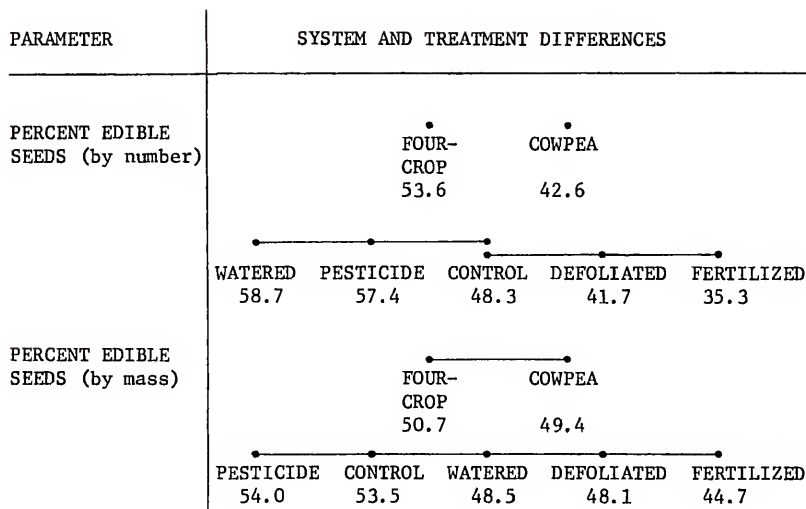 PARAMETER SYSTEM AND TREATMENT DIFFERENCES
PERCENT EDIBLE
SEEDS (by number)
FOUR- COWPEA
CROP
53.6 42.6
WATERED PESTICIDE CONTROL DEFOLIATED FERTILIZED
58.7 57.4 48.3 41.7 35.3
PERCENT EDIBLE
SEEDS (by mass)
FOUR- COWPEA
CROP
50.7 49.4
PESTICIDE CONTROL WATERED DEFOLIATED FERTILIZED
54.0 53.5 48.5 48.1 44.7